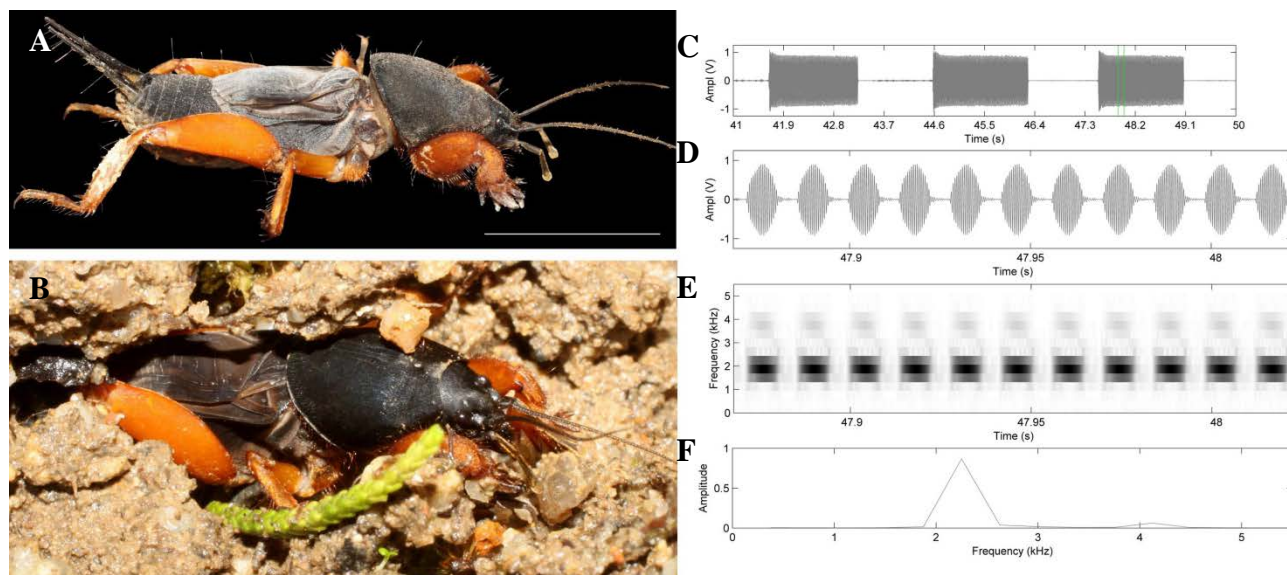 A
B
C
Ampl (V)
1
0
-1
41 41.9 42.8 43.7 44.6 45.5 46.4 47.3 48.2 49.1 50
Time (s)
D
Ampl (V)
1
0
-1
47.9 47.95 48
Time (s)
E
Frequency (kHz)
5
4
3
2
1
0
47.9 47.95 48
Time (s)
F
Amplitude
1
0.5
0
0 1 2 3 4 5
Frequency (kHz)